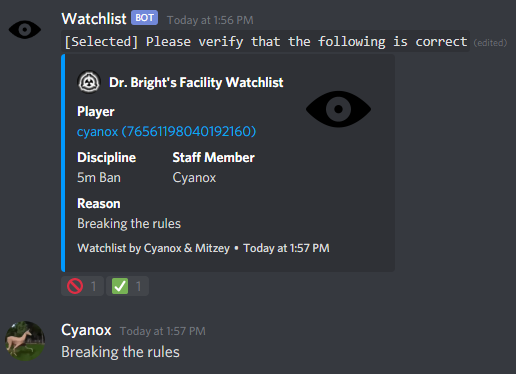 Watchlist BOT Today at 1:56 PM
[Selected] Please verify that the following is correct (edited)
Dr. Bright's Facility Watchlist
Player
cyanox (76561198040192160)
Discipline Staff Member
5m Ban Cyanox
Reason
Breaking the rules
Watchlist by Cyanox & Mitzey • Today at 1:57 PM
1 1
Cyanox Today at 1:57 PM
Breaking the rules